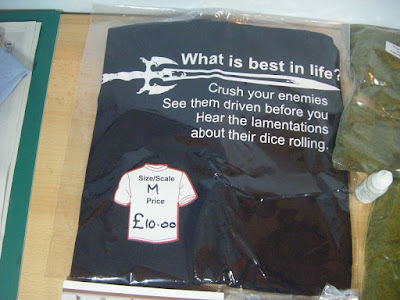 What is best in life?
Crush your enemies
See them driven before you
Hear the lamentations
about their dice rolling.
Size/Scale
M
Price
£10.00